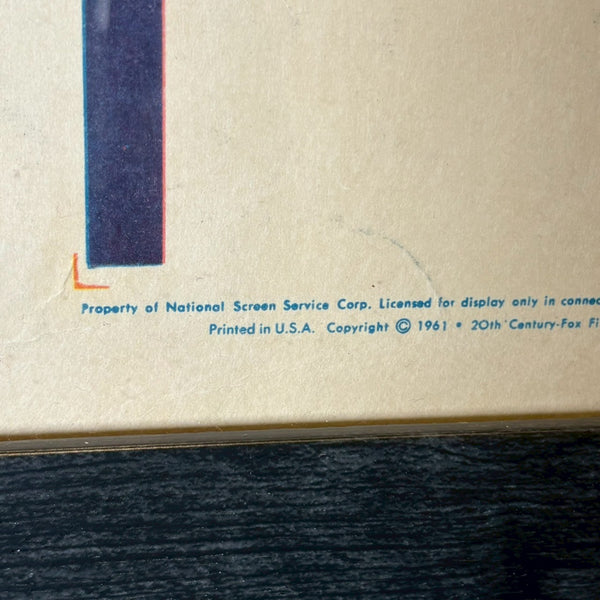 Property of National Screen Service Corp. Licensed for display only in connec
Printed in U.S.A. Copyright © 1961 • 20th Century-Fox Fi